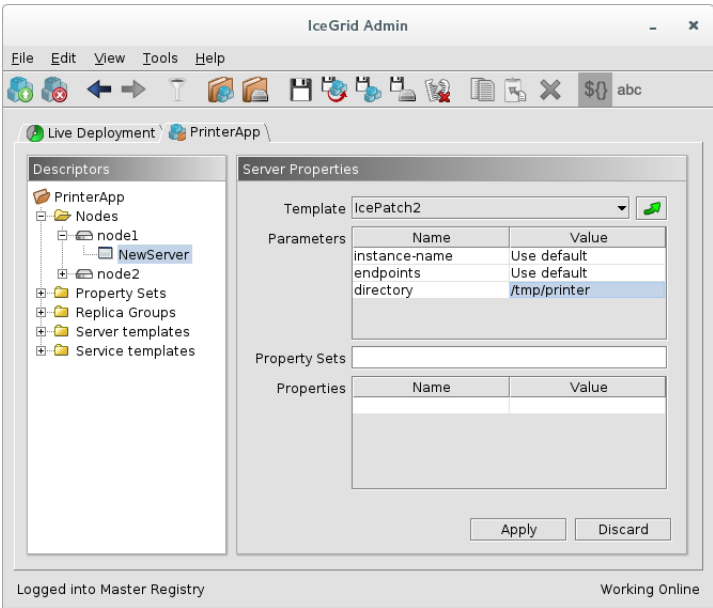 IceGrid Admin
File Edit View Tools Help
${} abc
Live Deployment PrinterApp
Descriptors
PrinterApp
Nodes
node1
NewServer
node2
Property Sets
Replica Groups
Server templates
Service templates
Server Properties
Template IcePatch2
Parameters Name Value
instance-name Use default
endpoints Use default
directory /tmp/printer
Property Sets
Properties Name Value
Apply Discard
Logged into Master Registry Working Online